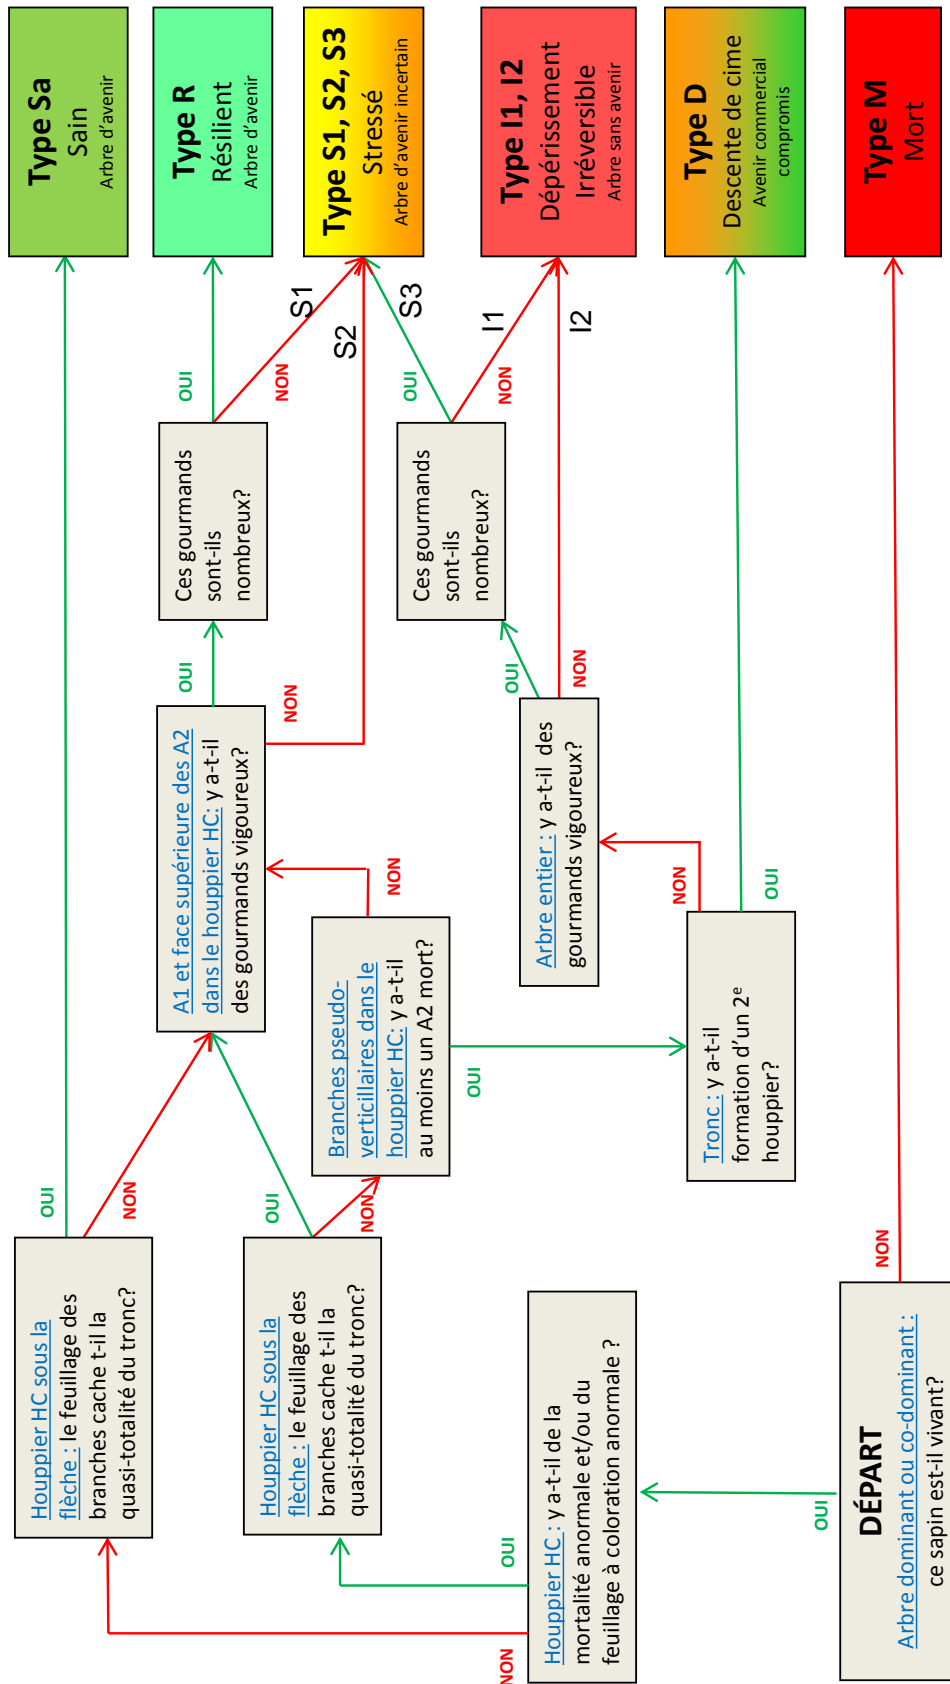 DÉPART
Arbre dominant ou co-dominant :
ce sapin est-il vivant?
OUI
NON
Houppier HC : y a-t-il de la
mortalité anormale et/ou du
feuillage à coloration anormale ?
NON
OUI
Houppier HC sous la
flèche : le feuillage des
branches cache t-il la
quasi-totalité du tronc?
OUI
NON
Houppier HC sous la
flèche : le feuillage des
branches cache t-il la
quasi-totalité du tronc?
OUI
NON
Branches pseudo-
verticillaires dans le
houppier HC: y a-t-il
au moins un A2 mort?
NON
OUI
Tronc : y a-t-il
formation d'un 2e
houppier?
NON
OUI
A1 et face supérieure des A2
dans le houppier HC: y a-t-il
des gourmands vigoureux?
OUI
NON
Arbre entier : y a-t-il des
gourmands vigoureux?
OUI
NON
Ces gourmands
sont-ils
nombreux?
OUI
NON
Ces gourmands
sont-ils
nombreux?
OUI
NON
S1
S2
S3
I1
I2
Type Sa
Sain
Arbre d'avenir
Type R
Résilient
Arbre d'avenir
Type S1, S2, S3
Stressé
Arbre d'avenir incertain
Type I1, I2
Dépérissement
Irréversible
Arbre sans avenir
Type D
Descente de cime
Avenir commercial
compromis
Type M
Mort